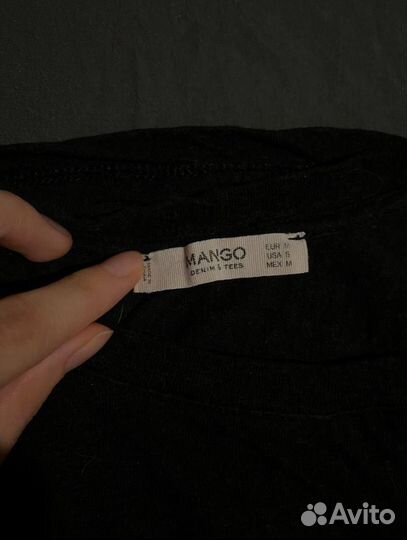 MANGO
DENIM & TEES
EUR M
USA S
MEX M
Avito